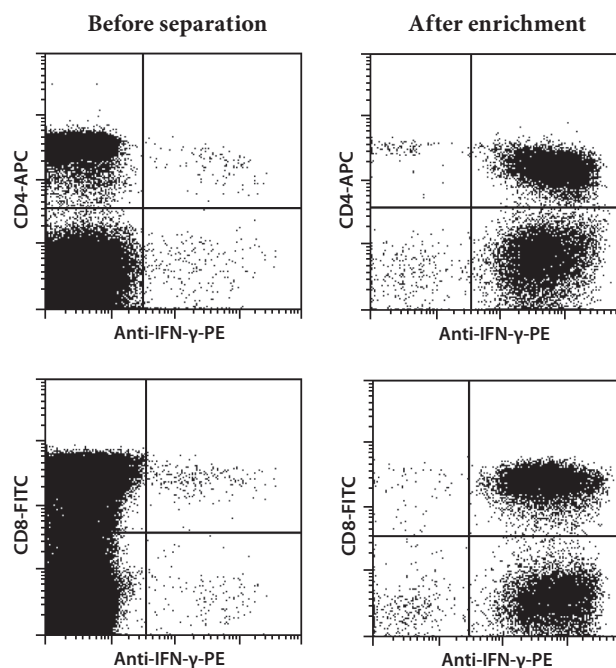 Before separation
After enrichment
CD4-APC
Anti-IFN-γ-PE
CD4-APC
Anti-IFN-γ-PE
CD8-FITC
Anti-IFN-γ-PE
CD8-FITC
Anti-IFN-γ-PE